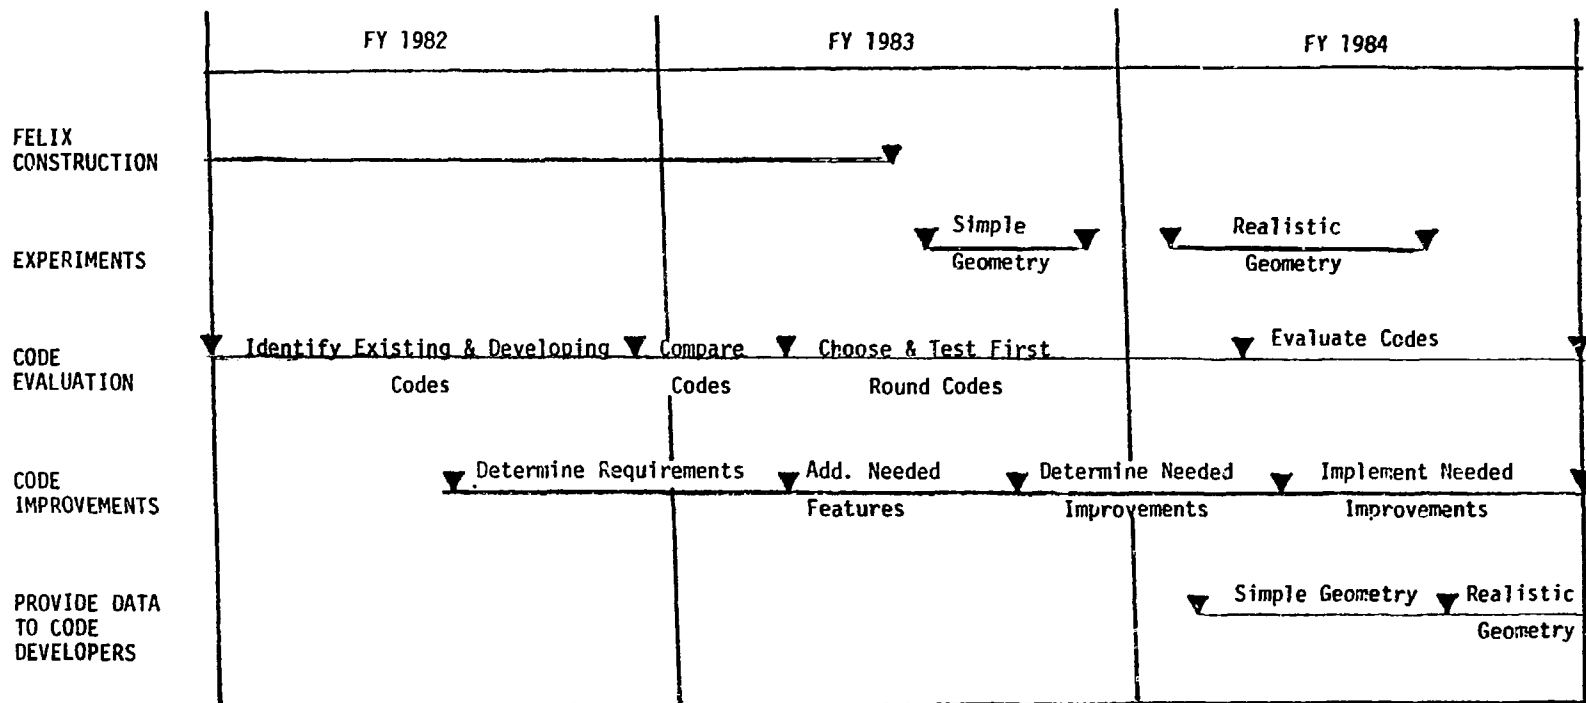 FY 1982
FY 1983
FY 1984
FELIX
CONSTRUCTION
EXPERIMENTS
Simple
Geometry
Realistic
Geometry
CODE
EVALUATION
Identify Existing & Developing
Codes
Compare
Codes
Choose & Test First
Round Codes
Evaluate Codes
CODE
IMPROVEMENTS
Determine Requirements
Add. Needed
Features
Determine Needed
Improvements
Implement Needed
Improvements
PROVIDE DATA
TO CODE
DEVELOPERS
Simple Geometry
Realistic
Geometry